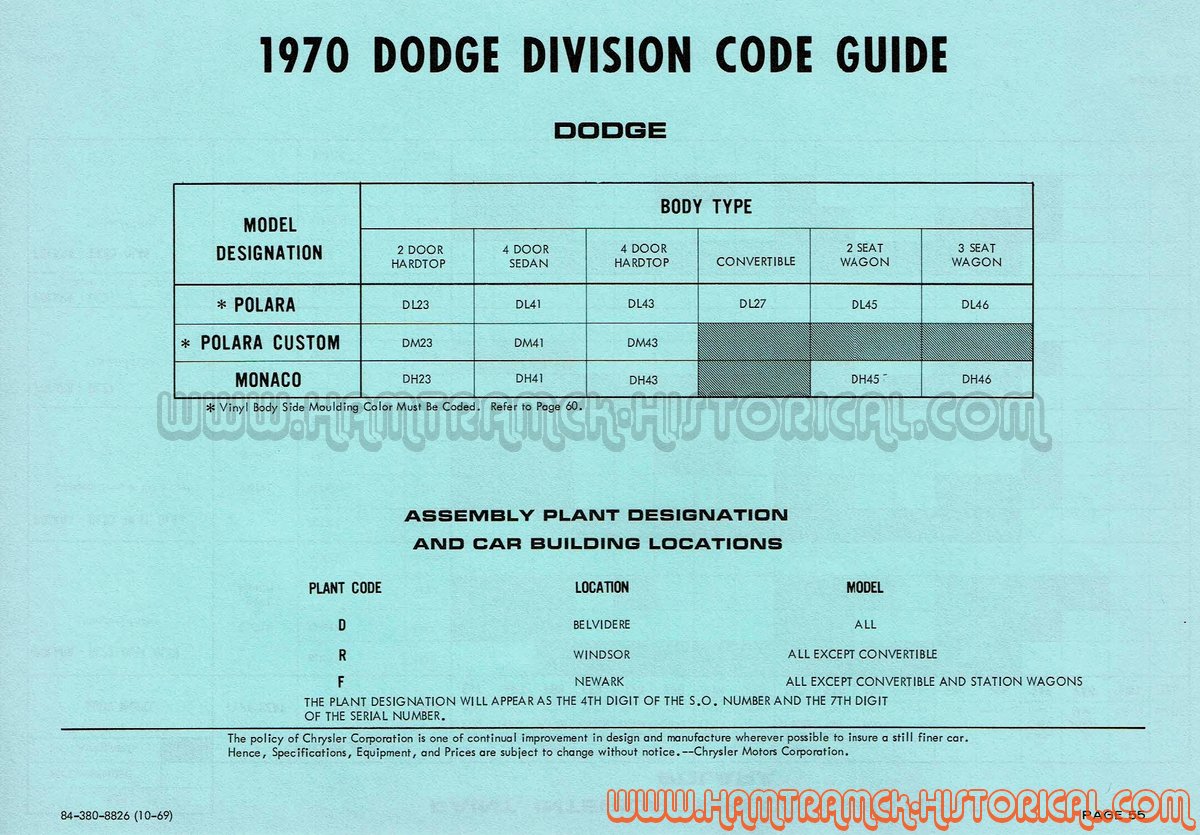 1970 DODGE DIVISION CODE GUIDE
DODGE
MODEL DESIGNATION
BODY TYPE
2 DOOR HARDTOP
4 DOOR SEDAN
4 DOOR HARDTOP
CONVERTIBLE
2 SEAT WAGON
3 SEAT WAGON
* POLARA DL23 DL41 DL43 DL27 DL45 DL46
* POLARA CUSTOM DM23 DM41 DM43
MONACO DH23 DH41 DH43 DH45 DH46
* Vinyl Body Side Moulding Color Must Be Coded. Refer to Page 60.
www.Hamtramck-Historical.com
ASSEMBLY PLANT DESIGNATION
AND CAR BUILDING LOCATIONS
PLANT CODE LOCATION MODEL
D BELVIDERE ALL
R WINDSOR ALL EXCEPT CONVERTIBLE
F NEWARK ALL EXCEPT CONVERTIBLE AND STATION WAGONS
THE PLANT DESIGNATION WILL APPEAR AS THE 4TH DIGIT OF THE S.O. NUMBER AND THE 7TH DIGIT
OF THE SERIAL NUMBER.
The policy of Chrysler Corporation is one of continual improvement in design and manufacture wherever possible to insure a still finer car.
Hence, Specifications, Equipment, and Prices are subject to change without notice.--Chrysler Motors Corporation.
84-380-8826 (10-69)
www.Hamtramck-Historical.com
PAGE 55